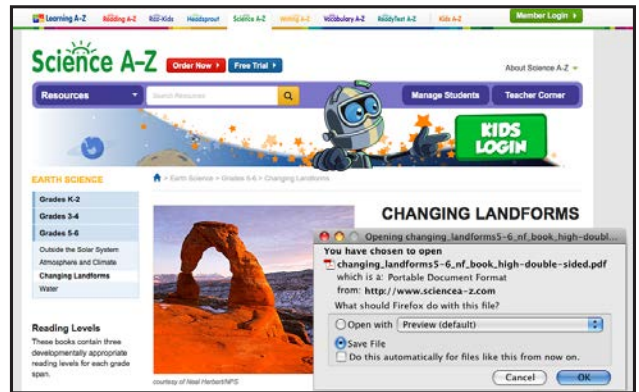 Learning A-Z Reading A-Z Raz-Kids Headsprout Science A-Z Writing A-Z Vocabulary A-Z ReadyTest A-Z Kids A-Z Member Login
Science A-Z Order Now Free Trial About Science A-Z
Resources Search Resources Manage Students Teacher Corner
KIDS
LOGIN
EARTH SCIENCE > Earth Science > Grades 5-6 > Changing Landforms
Grades K-2
Grades 3-4
Grades 5-6
Outside the Solar System
Atmosphere and Climate
Changing Landforms
Water
Reading Levels
These books contain three
developmentally appropriate
reading levels for each grade
span.
courtesy of Neal Herbert/NPS
CHANGING LANDFORMS
Opening changing_landforms5-6_nf_book_high-doubl...
You have chosen to open
changing_landforms5-6_nf_book_high-double-sided.pdf
which is a: Portable Document Format
from: http://www.sciencea-z.com
What should Firefox do with this file?
Open with Preview (default)
Save File
Do this automatically for files like this from now on.
Cancel OK